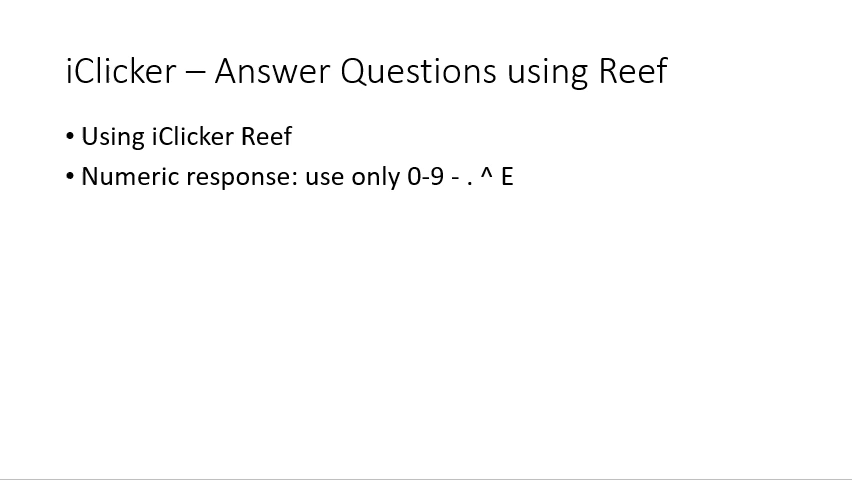 iClicker – Answer Questions using Reef
• Using iClicker Reef
• Numeric response: use only 0-9 - . ^ E